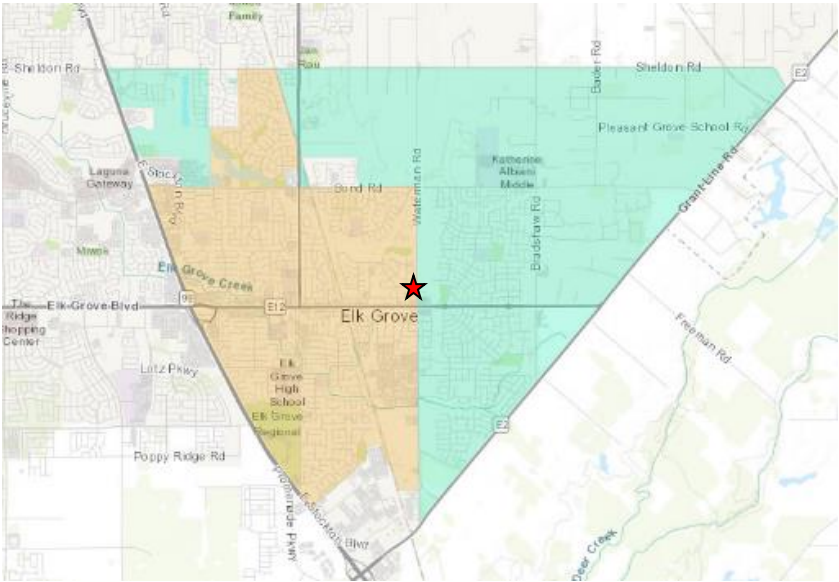 Family
Sheldon Rd
Rau
Bader Rd
Sheldon Rd
E2
Pleasant Grove School Rd
Laguna
Gateway
E Stockton Blvd
Bond Rd
Waterman Rd
Katherine
Albiani
Middle
Grant Line Rd
Bradshaw Rd
Elk Grove Creek
99
The
Ridge
Shopping
Center
Elk Grove Blvd
E12
Elk Grove
Freeman Rd
Lotz Pkwy
Elk
Grove
High
School
Elk Grove
Regional
E2
Poppy Ridge Rd
Promenade Pkwy
E Stockton Blvd
Deer Creek